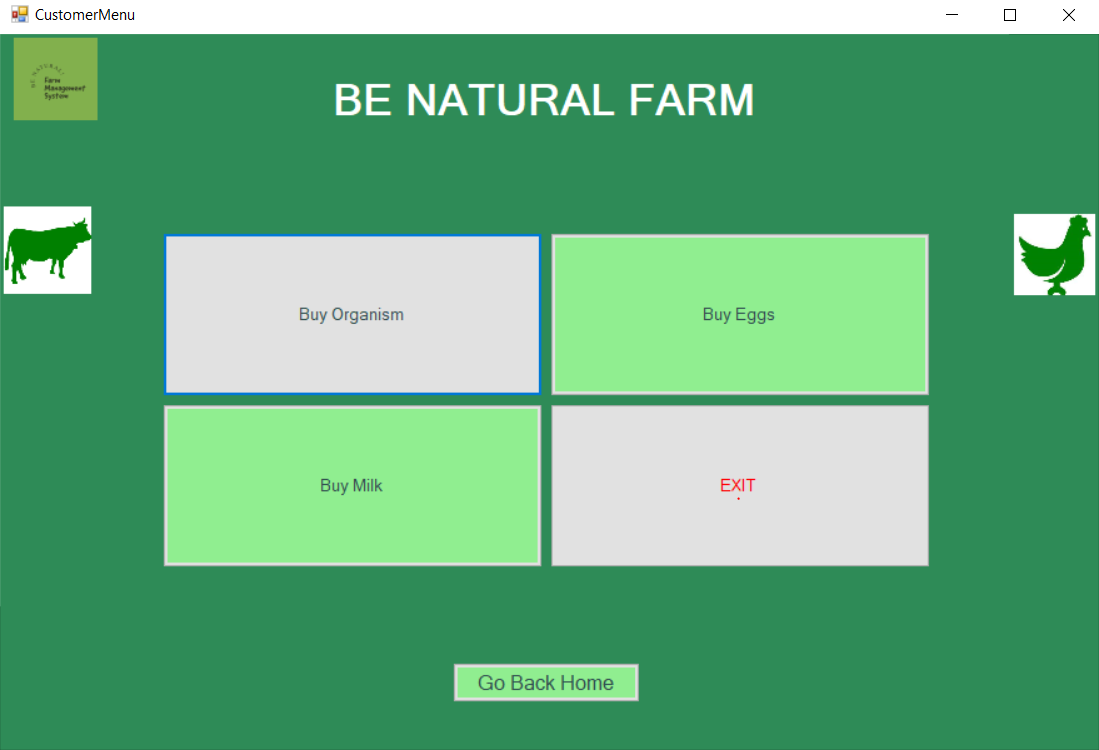 CustomerMenu
BE NATURAL!
Farm
Management
System
BE NATURAL FARM
Buy Organism
Buy Eggs
Buy Milk
EXIT
.
Go Back Home